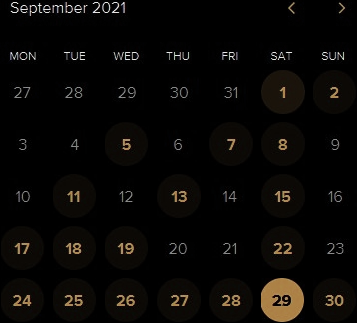 September 2021
MON TUE WED THU FRI SAT SUN
27 28 29 30 31 1 2
3 4 5 6 7 8 9
10 11 12 13 14 15 16
17 18 19 20 21 22 23
24 25 26 27 28 29 30